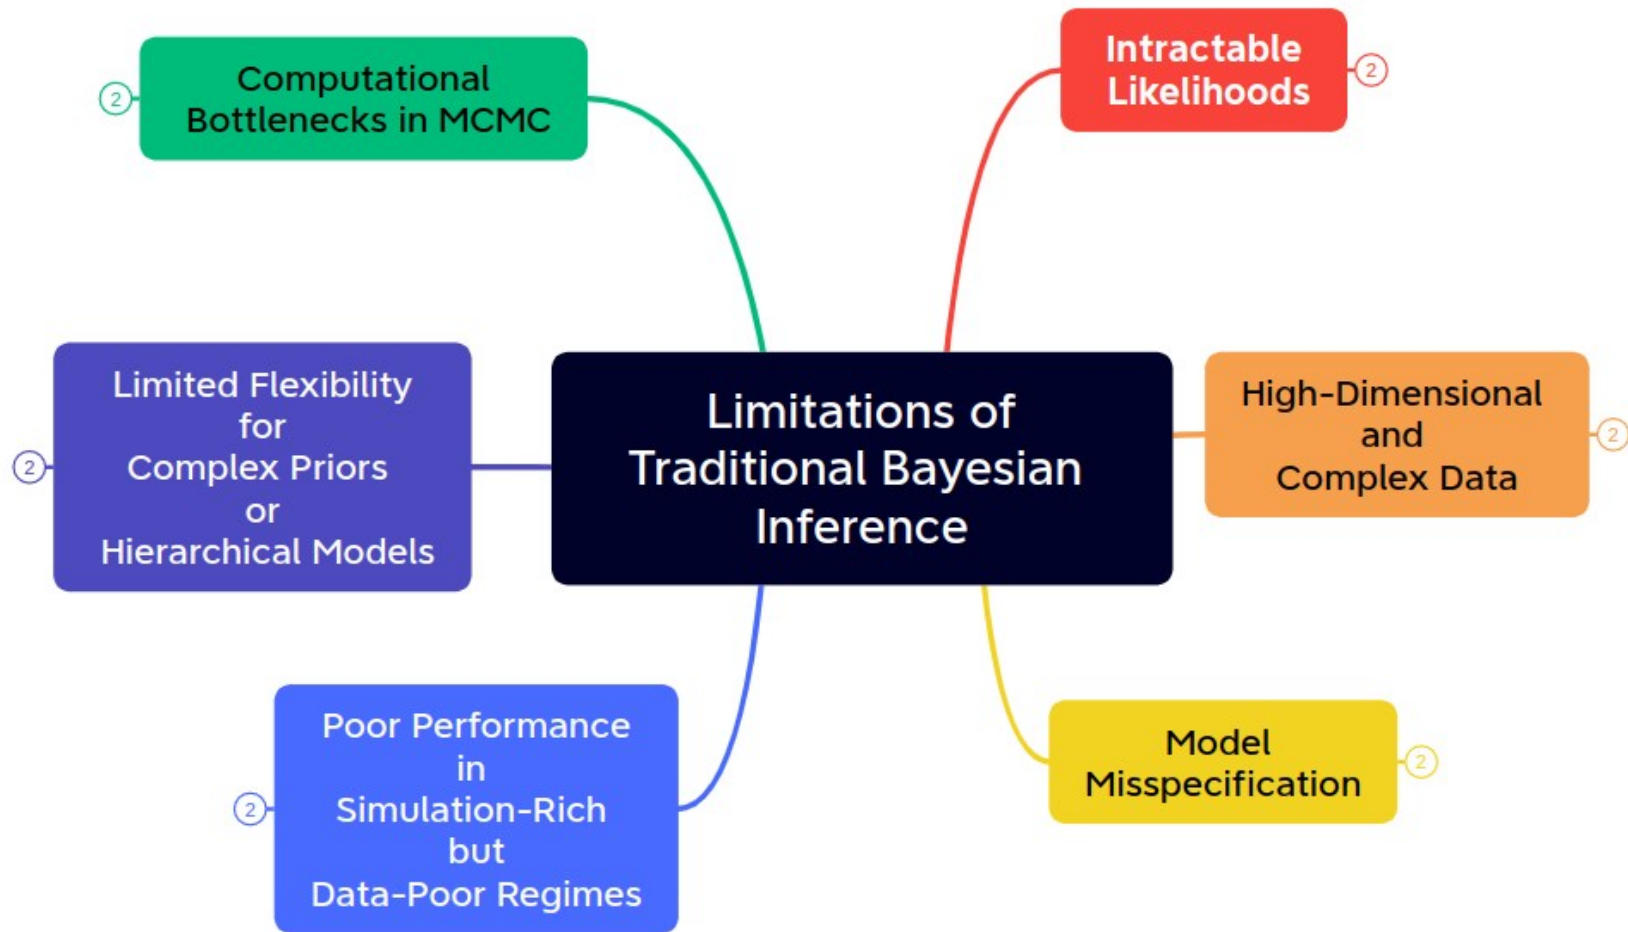 Limitations of
Traditional Bayesian
Inference
Intractable
Likelihoods
2
High-Dimensional
and
Complex Data
2
Model
Misspecification
2
Poor Performance
in
Simulation-Rich
but
Data-Poor Regimes
2
Limited Flexibility
for
Complex Priors
or
Hierarchical Models
2
Computational
Bottlenecks in MCMC
2